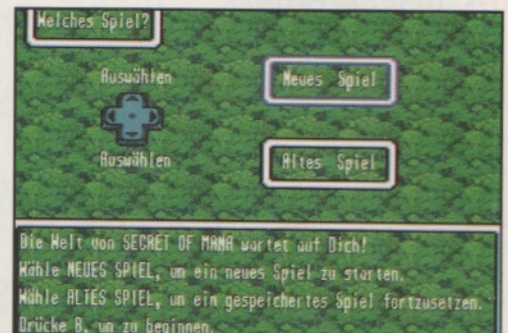 Welches Spiel?
Auswählen
Neues Spiel
Auswählen
Altes Spiel
Die Welt von SECRET OF MANA wartet auf Dich!
Wähle NEUES SPIEL, um ein neues Spiel zu starten.
Wähle ALTES SPIEL, um ein gespeichertes Spiel fortzusetzen.
Drücke B, um zu beginnen.